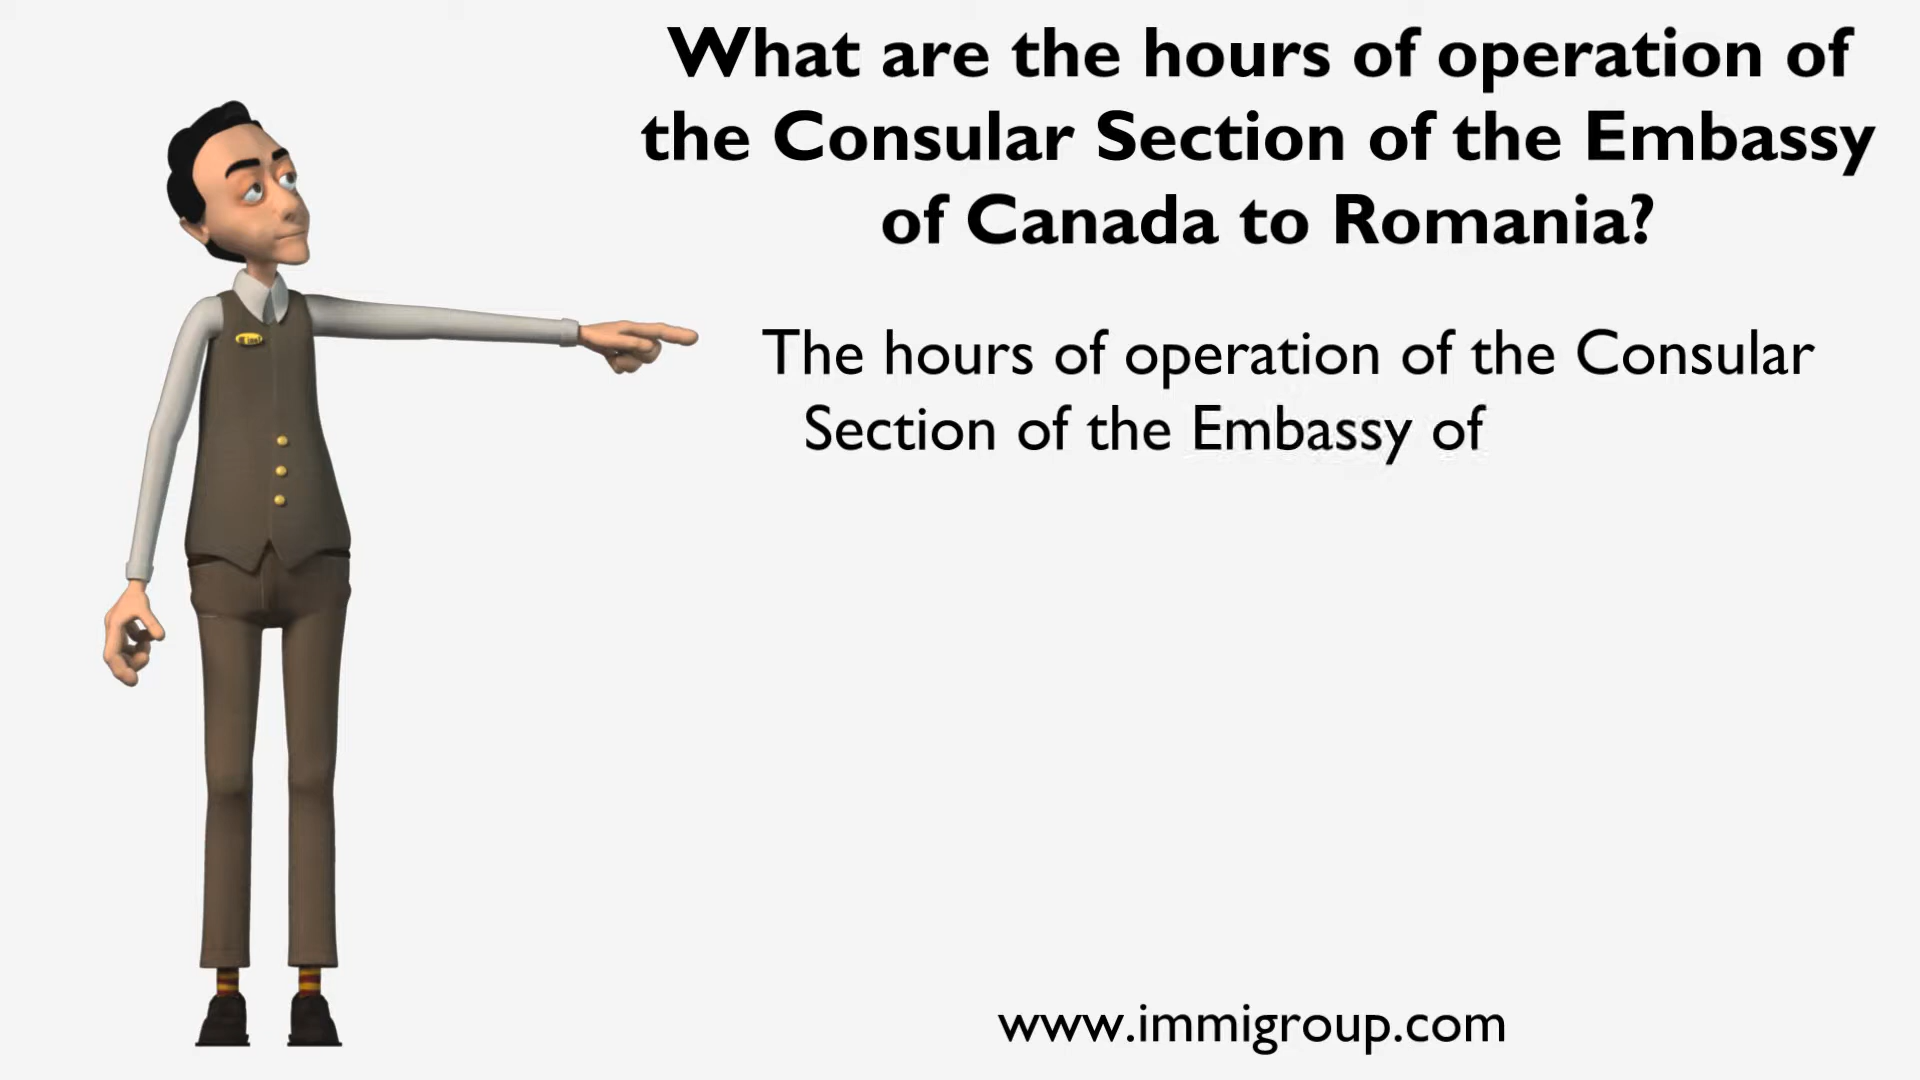 What are the hours of operation of
the Consular Section of the Embassy
of Canada to Romania?
The hours of operation of the Consular
Section of the Embassy of
www.immigroup.com